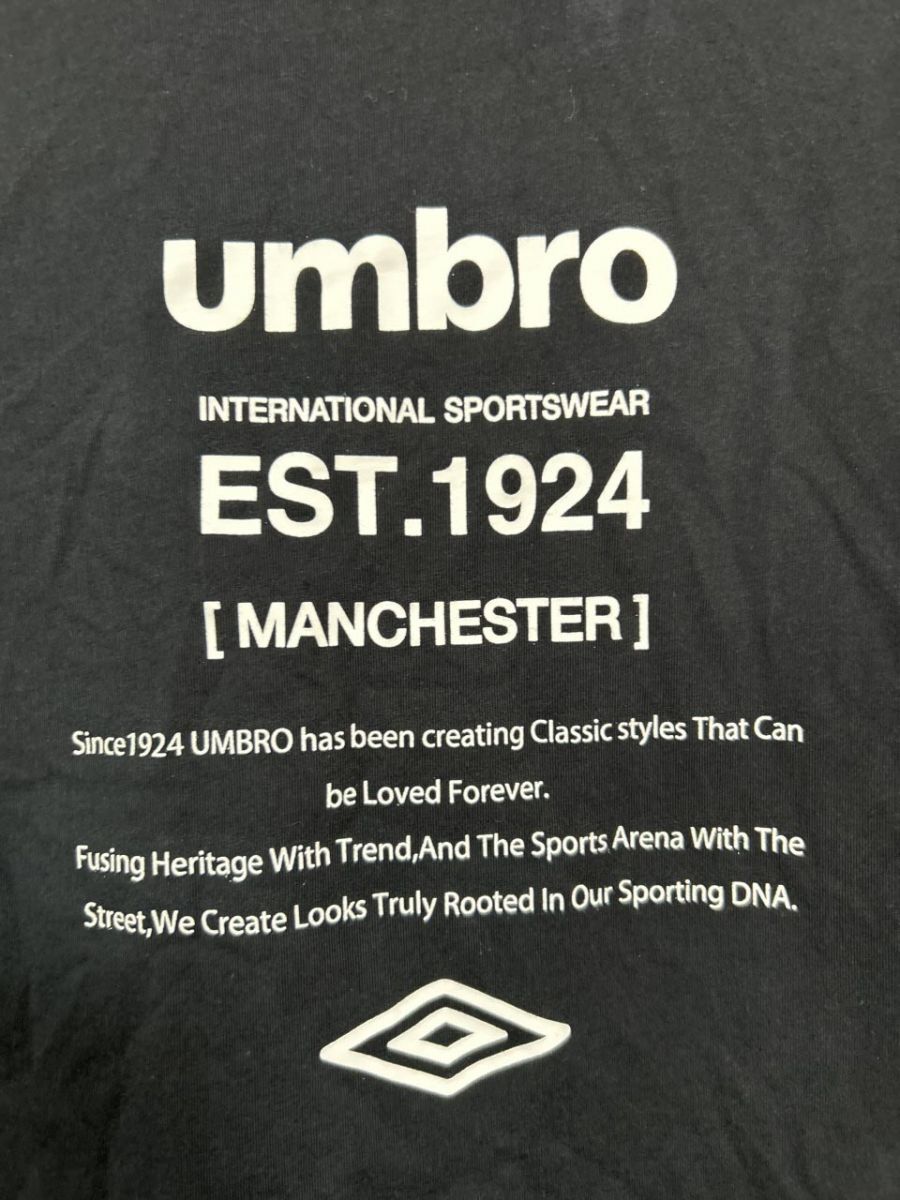 umbro
INTERNATIONAL SPORTSWEAR
EST.1924
[ MANCHESTER ]
Since1924 UMBRO has been creating Classic styles That Can
be Loved Forever.
Fusing Heritage With Trend,And The Sports Arena With The
Street,We Create Looks Truly Rooted In Our Sporting DNA.